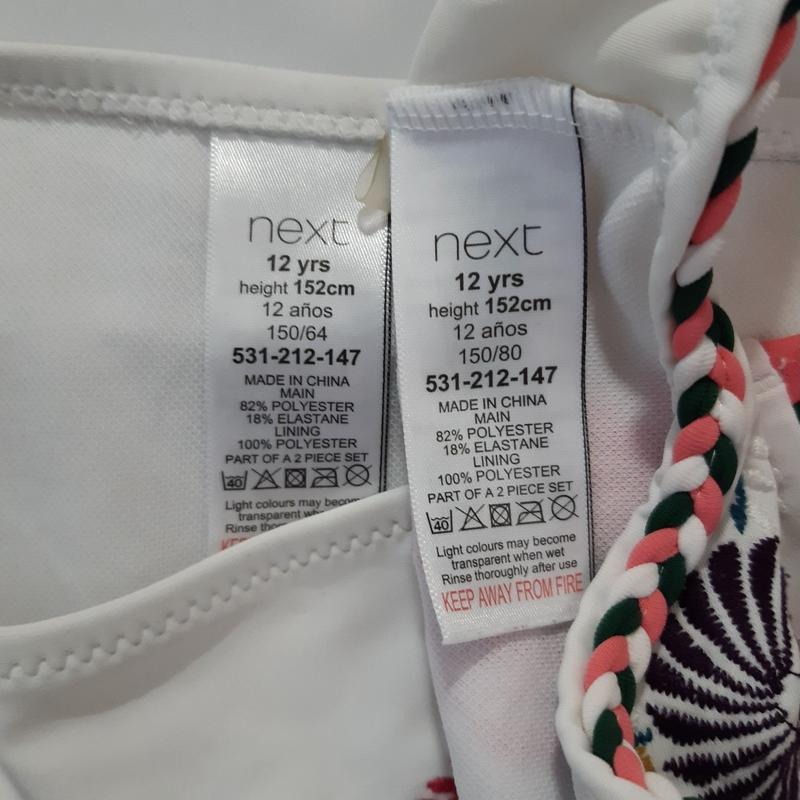 next
12 yrs
height 152cm
12 años
150/64
531-212-147
MADE IN CHINA
MAIN
82% POLYESTER
18% ELASTANE
LINING
100% POLYESTER
PART OF A 2 PIECE SET
40
Light colours may become
transparent
Rinse
next
12 yrs
height 152cm
12 años
150/80
531-212-147
MADE IN CHINA
MAIN
82% POLYESTER
18% ELASTANE
LINING
100% POLYESTER
PART OF A 2 PIECE SET
40
Light colours may become
transparent when wet
Rinse thoroughly after use
KEEP AWAY FROM FIRE